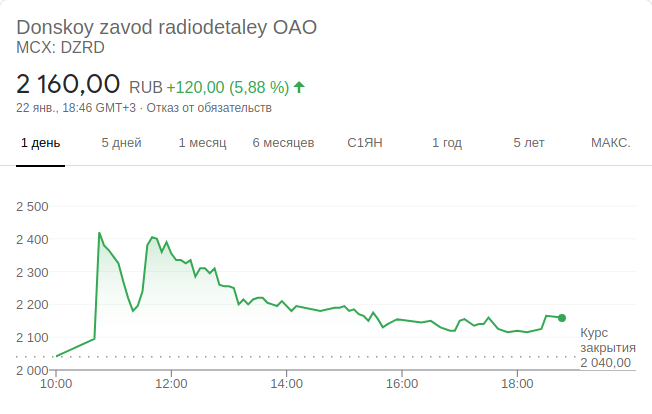 Donskoy zavod radiodetaley OAO
MCX: DZRD
2 160,00 RUB +120,00 (5,88 %)
22 янв., 18:46 GMT+3 · Отказ от обязательств
1 день 5 дней 1 месяц 6 месяцев С1ЯН 1 год 5 лет МАКС.
2 500
2 400
2 300
2 200
2 100
2 000
Курс
закрытия
2 040,00
10:00 12:00 14:00 16:00 18:00